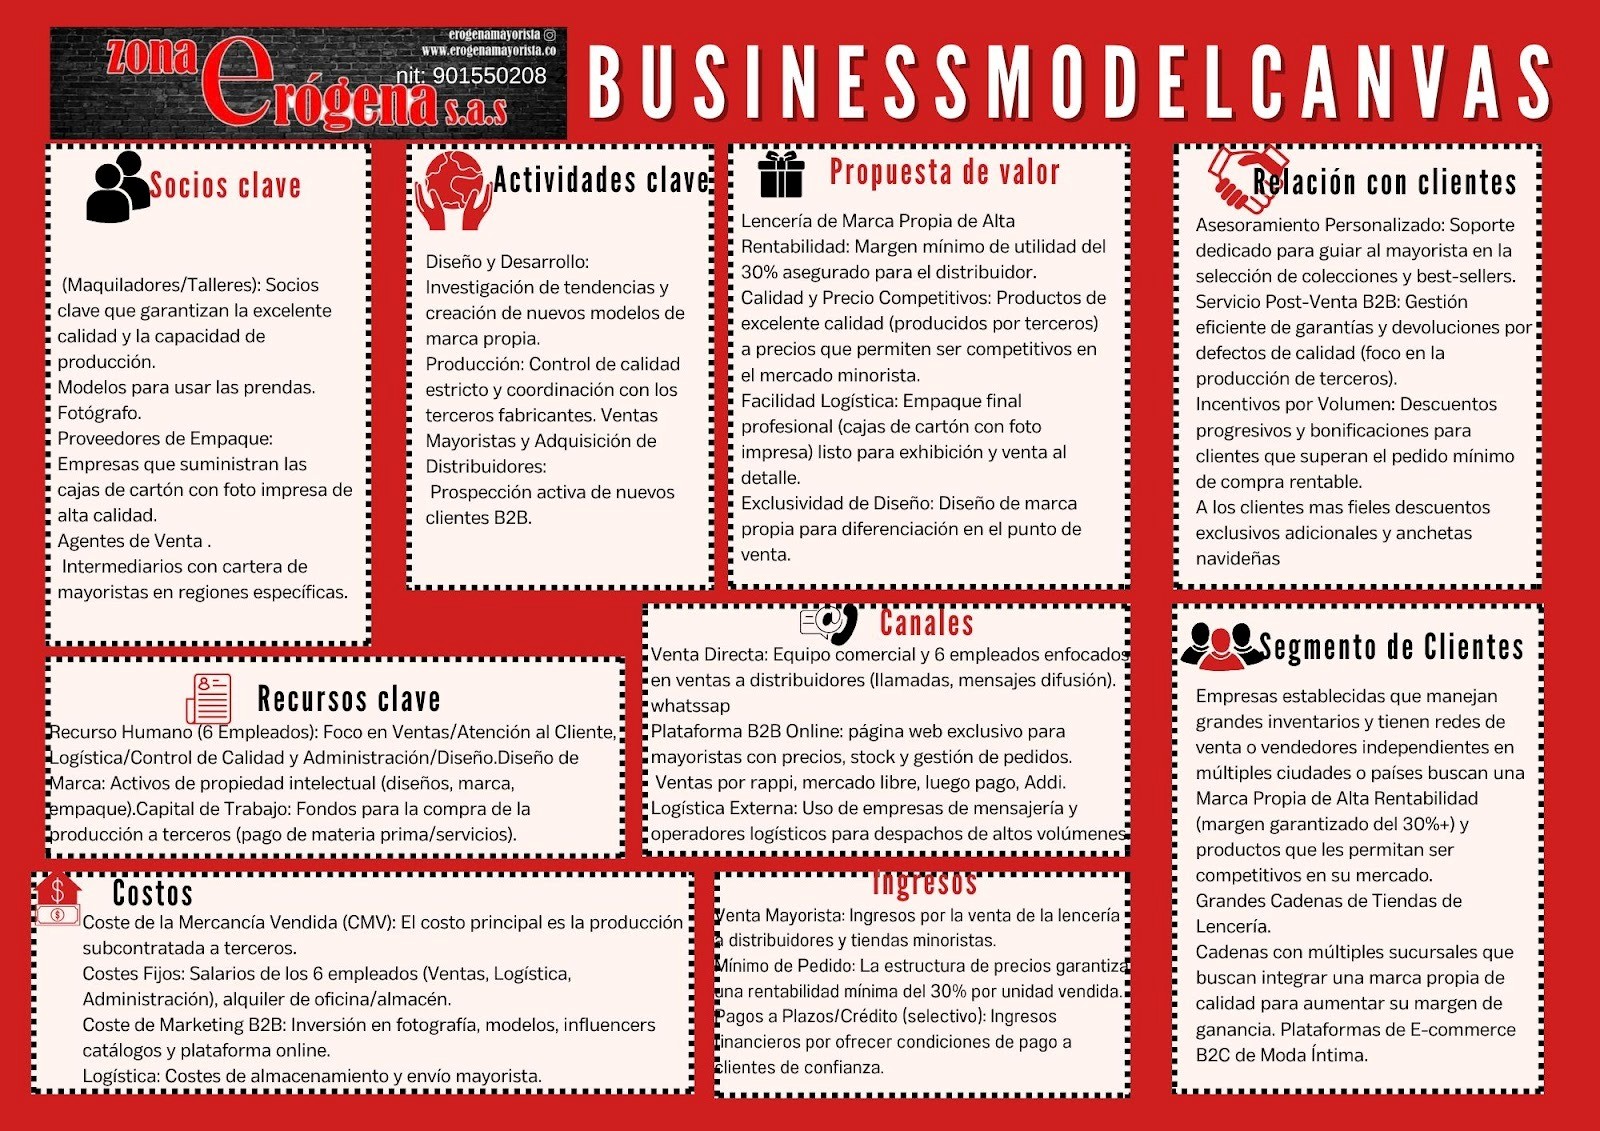 zona
erógena s.a.s
erogenamayorista
www.erogenamayorista.co
nit: 901550208
BUSINESSMODELCANVAS
Socios clave
(Maquiladores/Talleres): Socios
clave que garantizan la excelente
calidad y la capacidad de
producción.
Modelos para usar las prendas.
Fotógrafo.
Proveedores de Empaque:
Empresas que suministran las
cajas de cartón con foto impresa de
alta calidad.
Agentes de Venta .
Intermediarios con cartera de
mayoristas en regiones específicas.
Actividades clave
Diseño y Desarrollo:
Investigación de tendencias y
creación de nuevos modelos de
marca propia.
Producción: Control de calidad
estricto y coordinación con los
terceros fabricantes. Ventas
Mayoristas y Adquisición de
Distribuidores:
Prospección activa de nuevos
clientes B2B.
Propuesta de valor
Lencería de Marca Propia de Alta
Rentabilidad: Margen mínimo de utilidad del
30% asegurado para el distribuidor.
Calidad y Precio Competitivos: Productos de
excelente calidad (producidos por terceros)
a precios que permiten ser competitivos en
el mercado minorista.
Facilidad Logística: Empaque final
profesional (cajas de cartón con foto
impresa) listo para exhibición y venta al
detalle.
Exclusividad de Diseño: Diseño de marca
propia para diferenciación en el punto de
venta.
Relación con clientes
Asesoramiento Personalizado: Soporte
dedicado para guiar al mayorista en la
selección de colecciones y best-sellers.
Servicio Post-Venta B2B: Gestión
eficiente de garantías y devoluciones por
defectos de calidad (foco en la
producción de terceros).
Incentivos por Volumen: Descuentos
progresivos y bonificaciones para
clientes que superan el pedido mínimo
de compra rentable.
A los clientes mas fieles descuentos
exclusivos adicionales y anchetas
navideñas
Recursos clave
Recurso Humano (6 Empleados): Foco en Ventas/Atención al Cliente,
Logística/Control de Calidad y Administración/Diseño.Diseño de
Marca: Activos de propiedad intelectual (diseños, marca,
empaque).Capital de Trabajo: Fondos para la compra de la
producción a terceros (pago de materia prima/servicios).
Canales
Venta Directa: Equipo comercial y 6 empleados enfocados
en ventas a distribuidores (llamadas, mensajes difusión).
whatssap
Plataforma B2B Online: página web exclusivo para
mayoristas con precios, stock y gestión de pedidos.
Ventas por rappi, mercado libre, luego pago, Addi.
Logística Externa: Uso de empresas de mensajería y
operadores logísticos para despachos de altos volúmenes
Segmento de Clientes
Empresas establecidas que manejan
grandes inventarios y tienen redes de
venta o vendedores independientes en
múltiples ciudades o países buscan una
Marca Propia de Alta Rentabilidad
(margen garantizado del 30%+) y
productos que les permitan ser
competitivos en su mercado.
Grandes Cadenas de Tiendas de
Lencería.
Cadenas con múltiples sucursales que
buscan integrar una marca propia de
calidad para aumentar su margen de
ganancia. Plataformas de E-commerce
B2C de Moda Íntima.
Costos
Coste de la Mercancía Vendida (CMV): El costo principal es la producción
subcontratada a terceros.
Costes Fijos: Salarios de los 6 empleados (Ventas, Logística,
Administración), alquiler de oficina/almacén.
Coste de Marketing B2B: Inversión en fotografía, modelos, influencers
catálogos y plataforma online.
Logística: Costes de almacenamiento y envío mayorista.
Ingresos
Venta Mayorista: Ingresos por la venta de la lencería
a distribuidores y tiendas minoristas.
Mínimo de Pedido: La estructura de precios garantiza
una rentabilidad mínima del 30% por unidad vendida.
Pagos a Plazos/Crédito (selectivo): Ingresos
financieros por ofrecer condiciones de pago a
clientes de confianza.